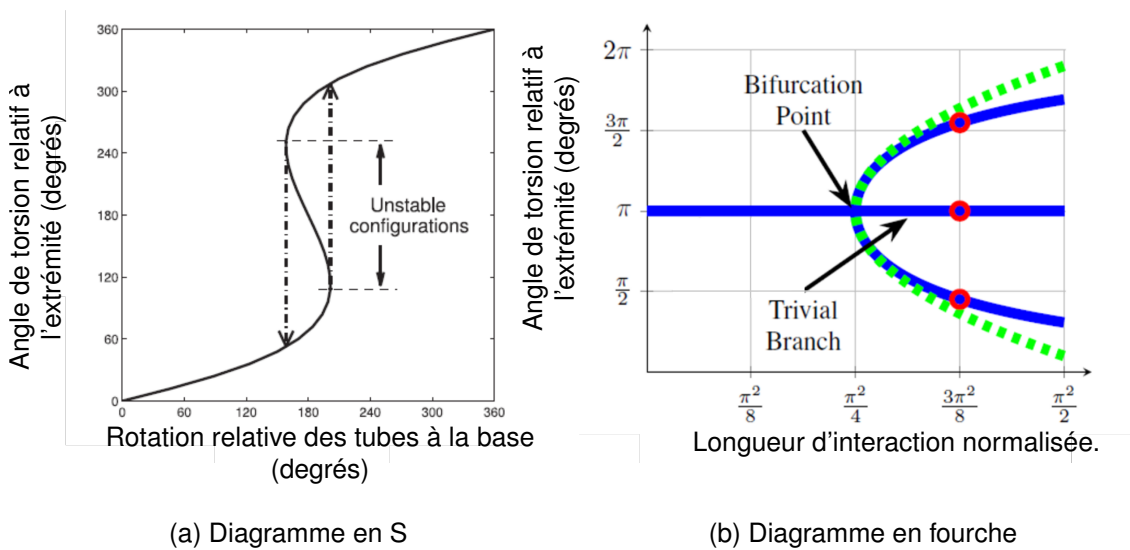 Angle de torsion relatif à
l'extrémité (degrés)
360
300
240
180
120
60
0
0 60 120 180 240 300 360
Unstable
configurations
Rotation relative des tubes à la base
(degrés)
(a) Diagramme en S
Angle de torsion relatif à
l'extrémité (degrés)
2π
3π/2
π
π/2
Bifurcation
Point
Trivial
Branch
π²/8 π²/4 3π²/8 π²/2
Longueur d'interaction normalisée.
(b) Diagramme en fourche